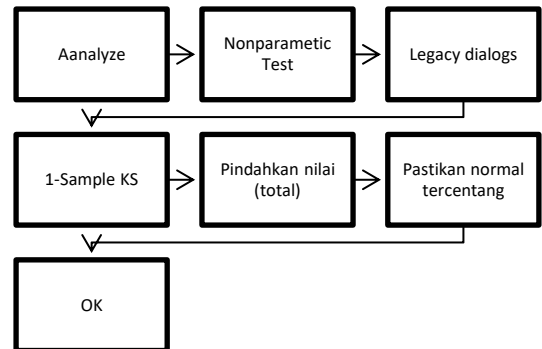 Aanalyze
Nonparametic
Test
Legacy dialogs
1-Sample KS
Pindahkan nilai
(total)
Pastikan normal
tercentang
OK